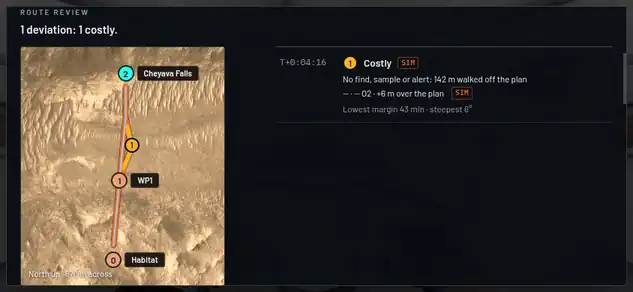 ROUTE REVIEW
1 deviation: 1 costly.
2 Cheyava Falls
1
1 WP1
0 Habitat
North up · across
T+0:04:16 1 Costly SIM
No find, sample or alert: 142 m walked off the plan
—·— O2 · +6 m over the plan SIM
Lowest margin 43 min · steepest 6°